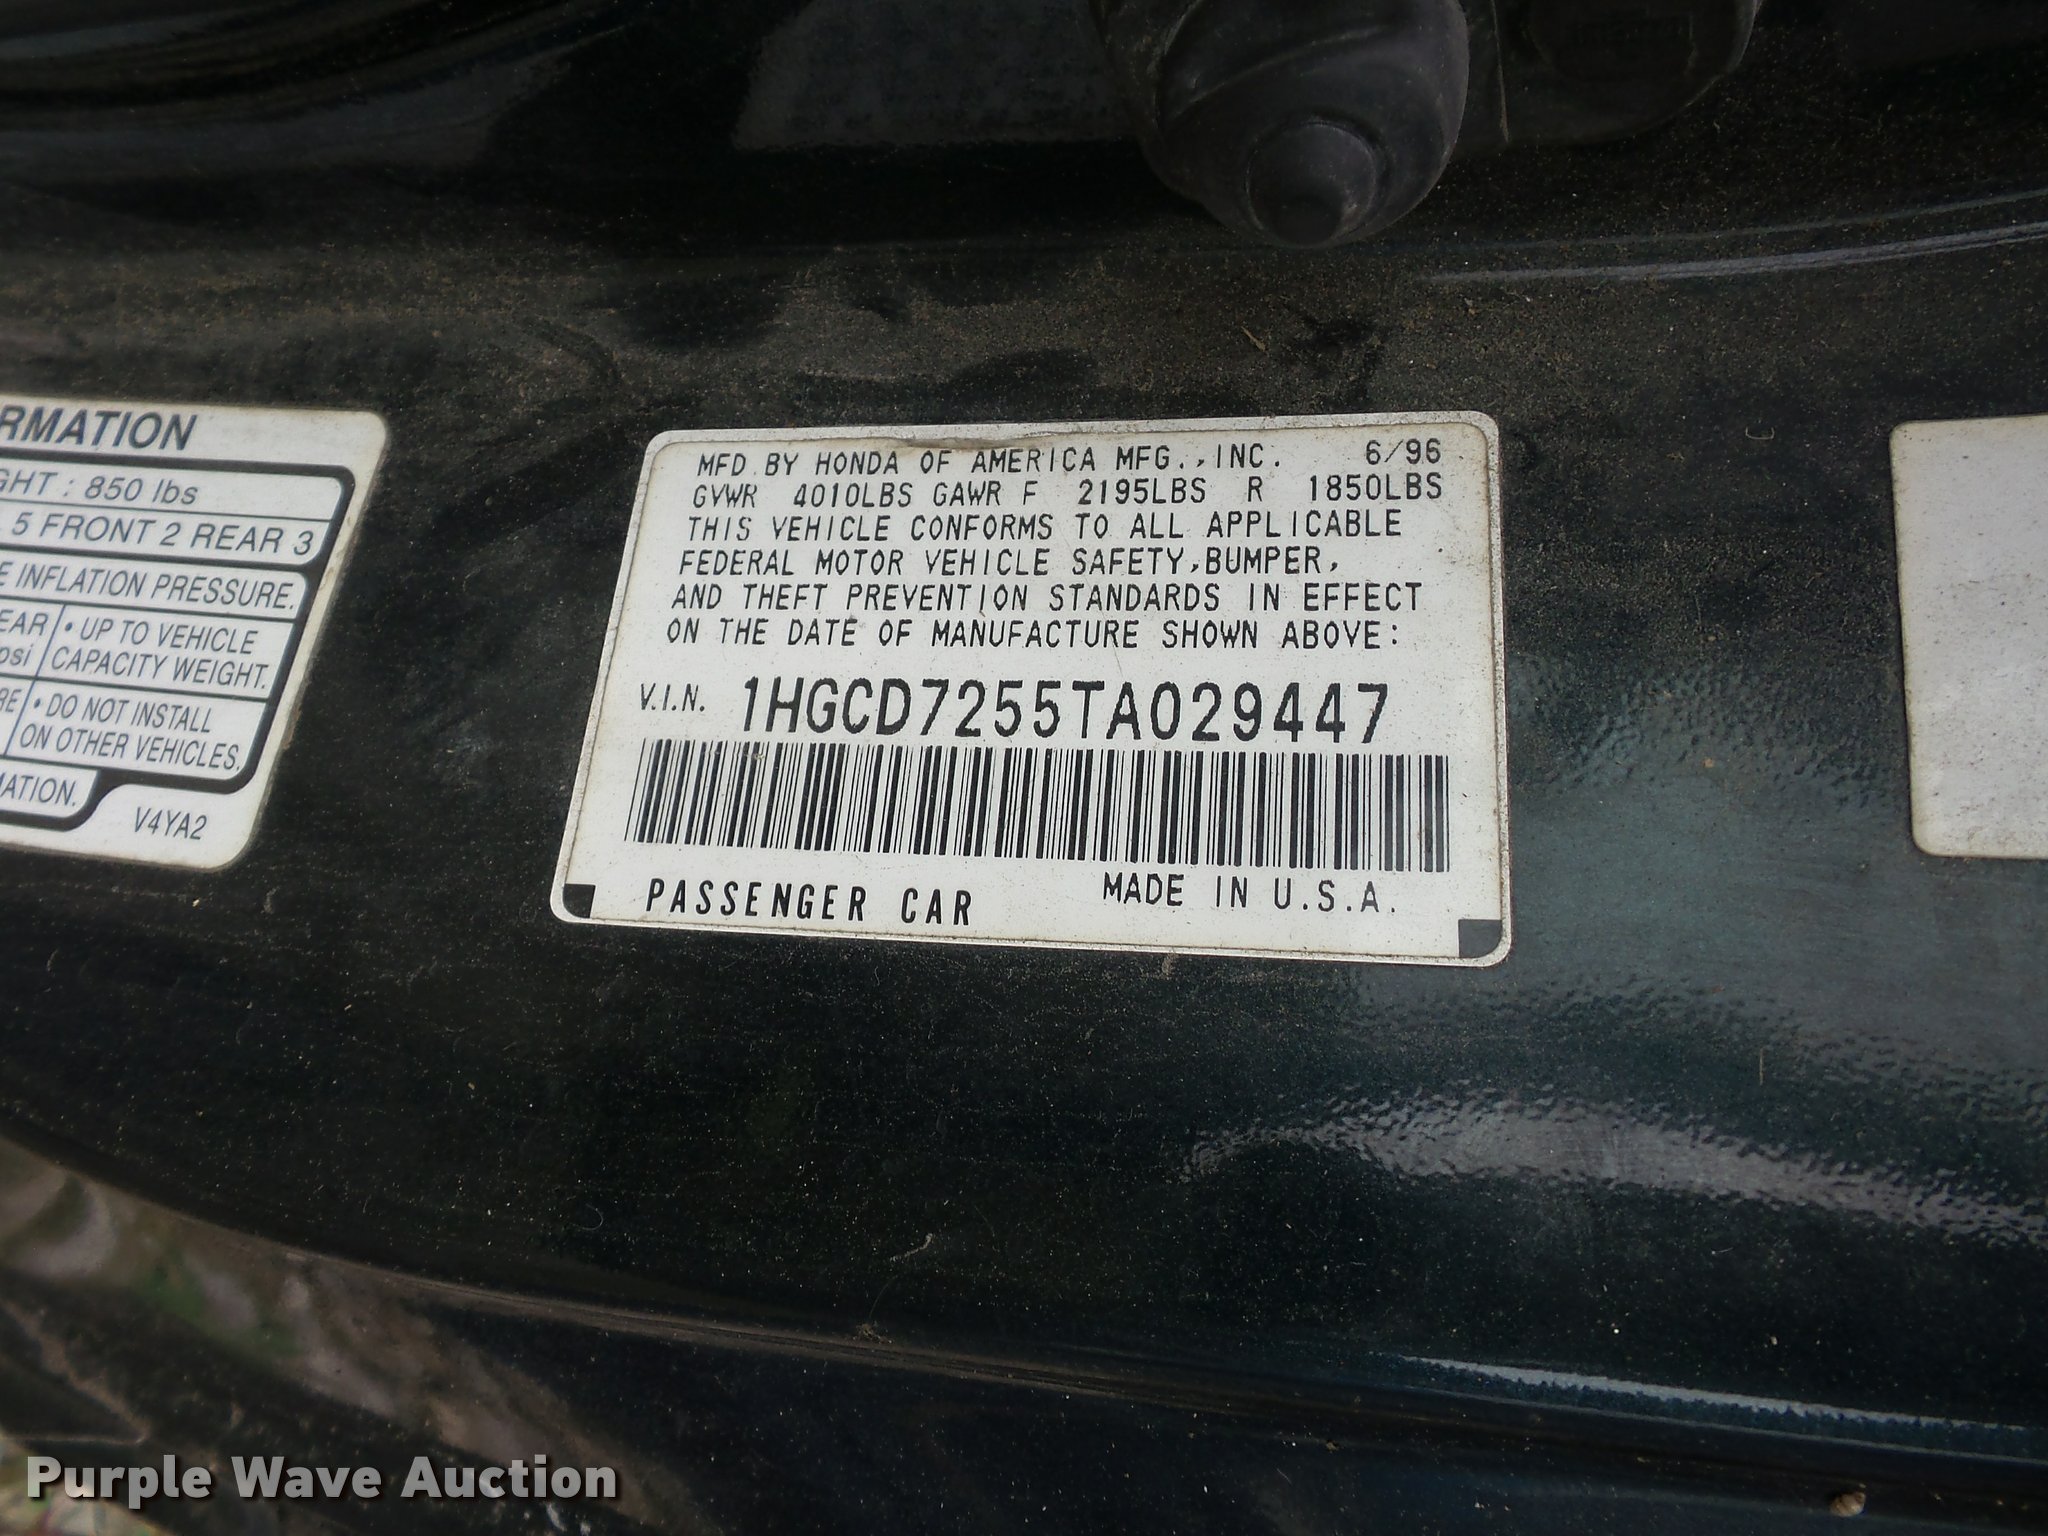 RMATION
GHT : 850 lbs
5 FRONT 2 REAR 3
E INFLATION PRESSURE.
EAR • UP TO VEHICLE
psi CAPACITY WEIGHT.
RE • DO NOT INSTALL
ON OTHER VEHICLES.
MATION.
V4YA2
MFD BY HONDA OF AMERICA MFG., INC. 6/96
GVWR 4010LBS GAWR F 2195LBS R 1850LBS
THIS VEHICLE CONFORMS TO ALL APPLICABLE
FEDERAL MOTOR VEHICLE SAFETY, BUMPER,
AND THEFT PREVENTION STANDARDS IN EFFECT
ON THE DATE OF MANUFACTURE SHOWN ABOVE:
V.I.N. 1HGCD7255TA029447
PASSENGER CAR MADE IN U.S.A.
Purple Wave Auction